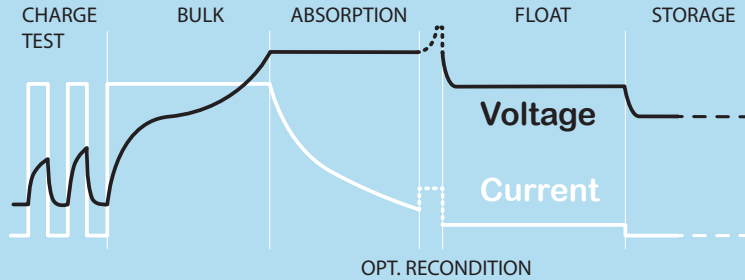 CHARGE
TEST
BULK
ABSORPTION
FLOAT
STORAGE
Voltage
Current
OPT. RECONDITION